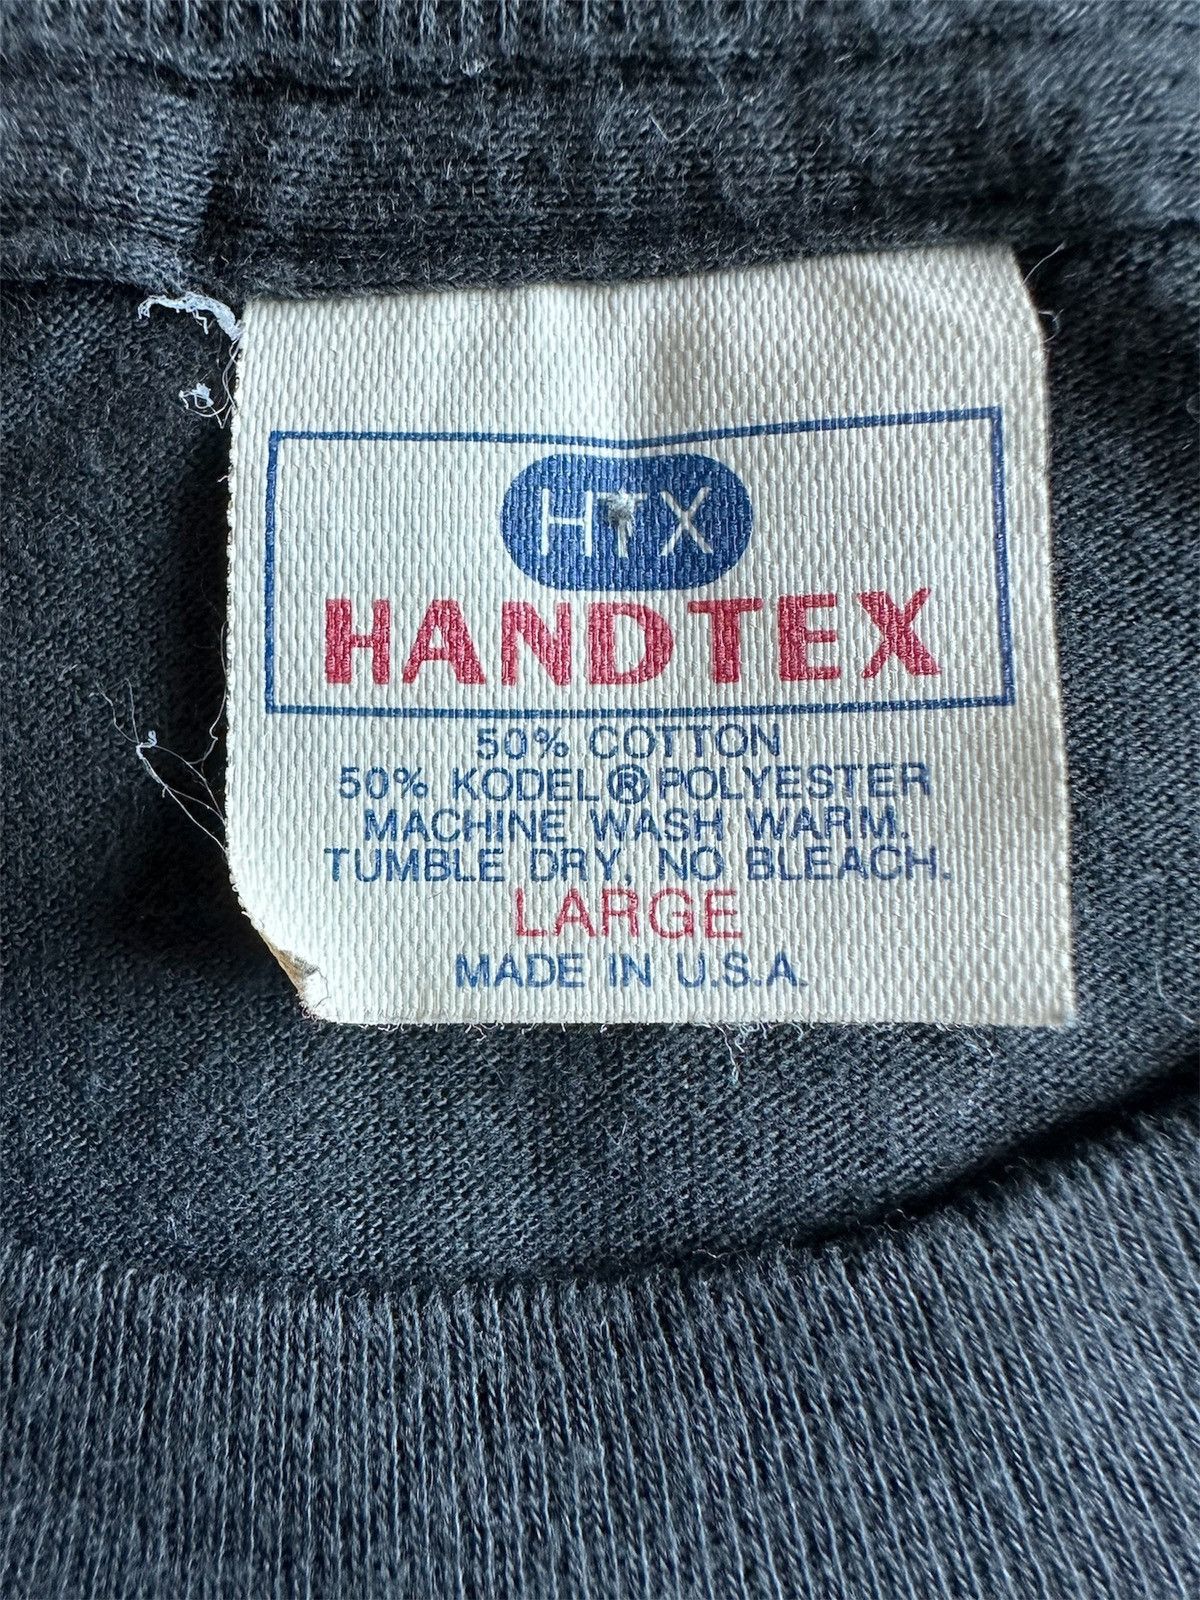 HTX
HANDTEX
50% COTTON
50% KODEL®POLYESTER
MACHINE WASH WARM.
TUMBLE DRY, NO BLEACH.
LARGE
MADE IN U.S.A.